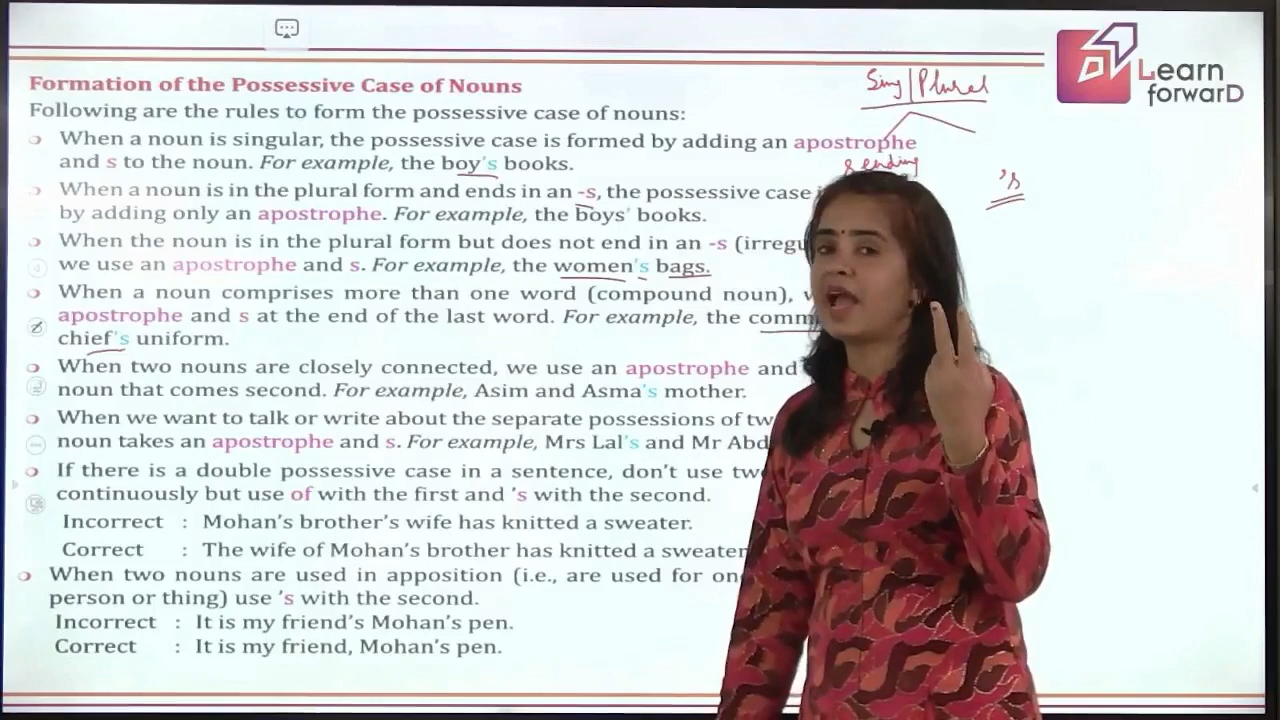 Learn
forwarD
Sing|Plural
Formation of the Possessive Case of Nouns
Following are the rules to form the possessive case of nouns:
When a noun is singular, the possessive case is formed by adding an apostrophe
and s to the noun. For example, the boy's books.
s ending
's
When a noun is in the plural form and ends in an -s, the possessive case
by adding only an apostrophe. For example, the boys' books.
When the noun is in the plural form but does not end in an -s
we use an apostrophe and s. For example, the women's bags.
When a noun comprises more than one word (compound noun),
apostrophe and s at the end of the last word. For example, the
chief's uniform.
When two nouns are closely connected, we use an apostrophe and
noun that comes second. For example, Asim and Asma's mother.
When we want to talk or write about the separate possessions of
noun takes an apostrophe and s. For example, Mrs Lal's and Mr
If there is a double possessive case in a sentence, don't use
continuously but use of with the first and 's with the second.
Incorrect : Mohan's brother's wife has knitted a sweater.
Correct : The wife of Mohan's brother has knitted a sweater
When two nouns are used in apposition (i.e., are used for
person or thing) use 's with the second.
Incorrect : It is my friend's Mohan's pen.
Correct : It is my friend, Mohan's pen.